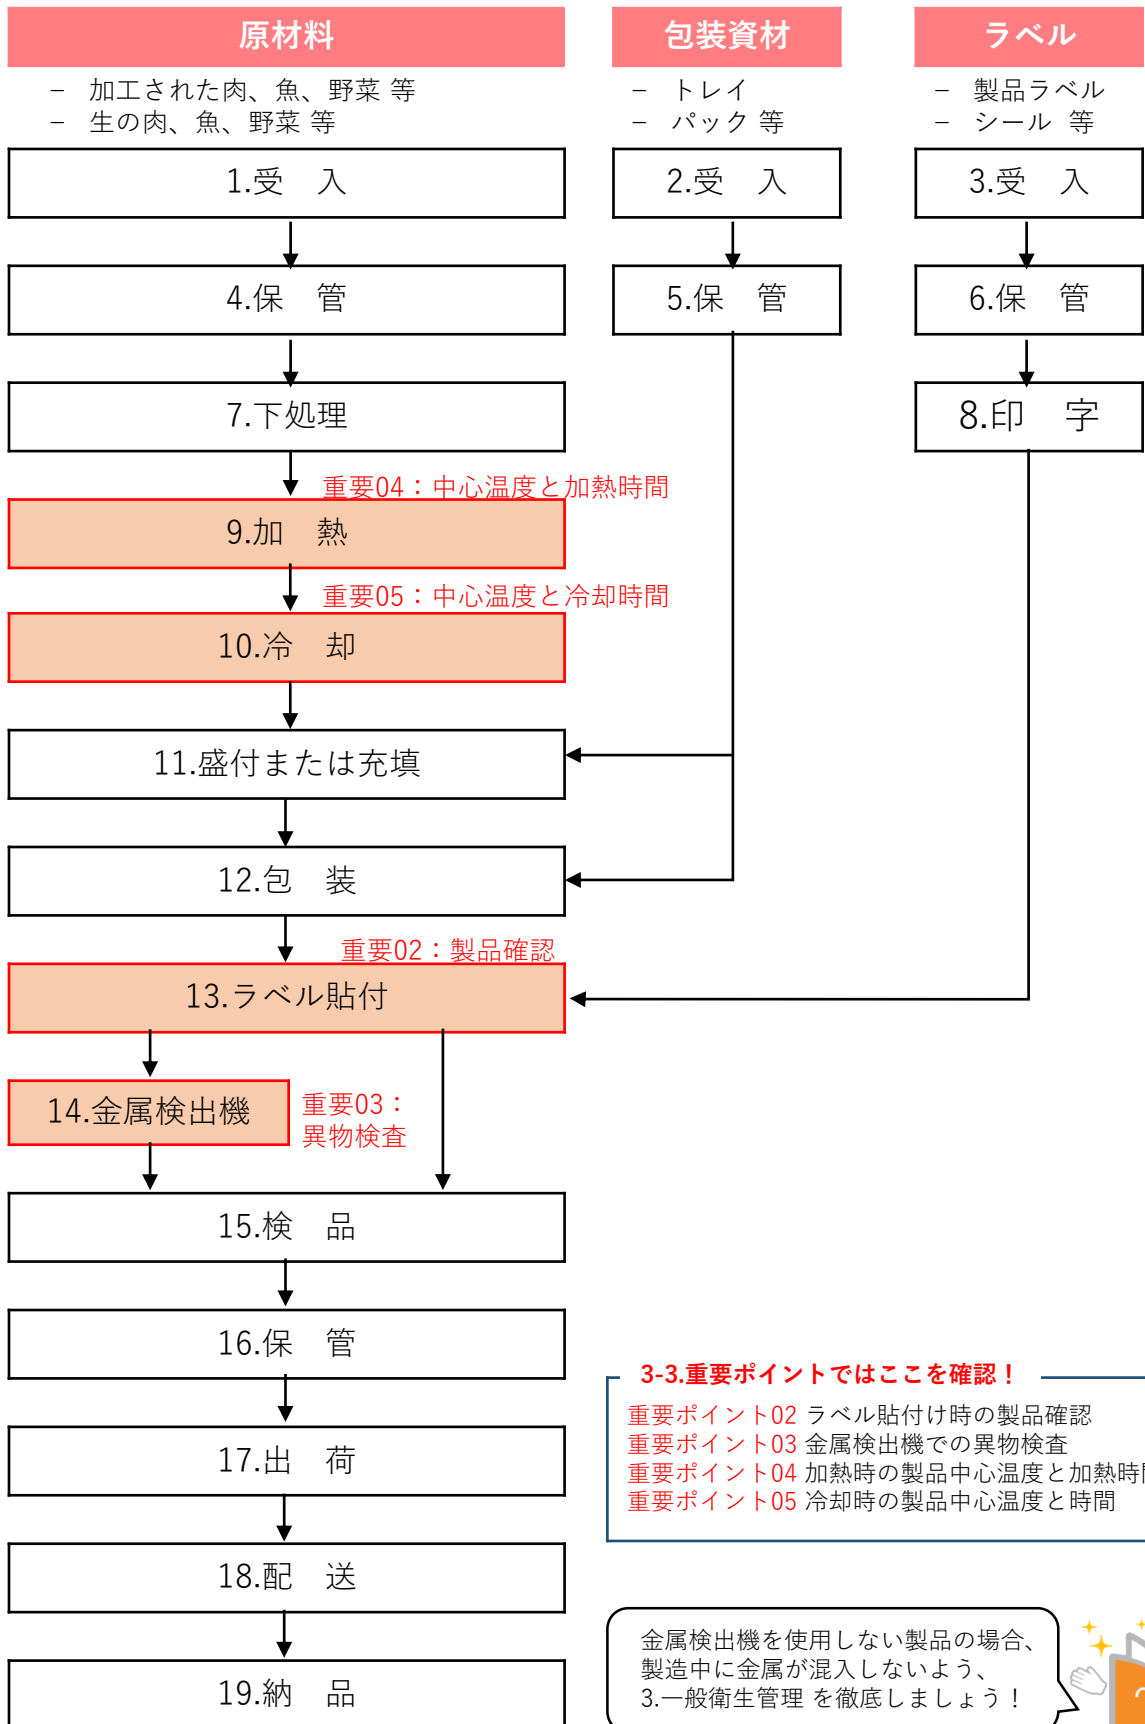 原材料
包装資材
ラベル
－ 加工された肉、魚、野菜 等
－ 生の肉、魚、野菜 等
－ トレイ
－ パック 等
－ 製品ラベル
－ シール 等
1.受　入
2.受　入
3.受　入
4.保　管
5.保　管
6.保　管
7.下処理
8.印　字
重要04：中心温度と加熱時間
9.加　熱
重要05：中心温度と冷却時間
10.冷　却
11.盛付または充填
12.包　装
重要02：製品確認
13.ラベル貼付
14.金属検出機
重要03：
異物検査
15.検　品
16.保　管
17.出　荷
18.配　送
19.納　品
3-3.重要ポイントではここを確認！
重要ポイント02 ラベル貼付け時の製品確認
重要ポイント03 金属検出機での異物検査
重要ポイント04 加熱時の製品中心温度と加熱時
重要ポイント05 冷却時の製品中心温度と時間
金属検出機を使用しない製品の場合、
製造中に金属が混入しないよう、
3.一般衛生管理 を徹底しましょう！